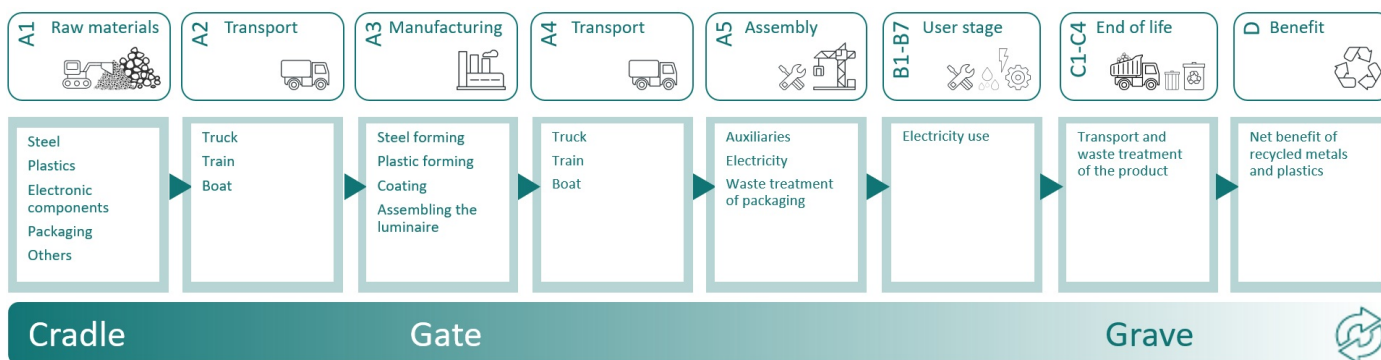 A1 Raw materials
A2 Transport
A3 Manufacturing
A4 Transport
A5 Assembly
B1-B7 User stage
C1-C4 End of life
D Benefit
Steel
Plastics
Electronic
components
Packaging
Others
Truck
Train
Boat
Steel forming
Plastic forming
Coating
Assembling the
luminaire
Truck
Train
Boat
Auxiliaries
Electricity
Waste treatment
of packaging
Electricity use
Transport and
waste treatment
of the product
Net benefit of
recycled metals
and plastics
Cradle
Gate
Grave